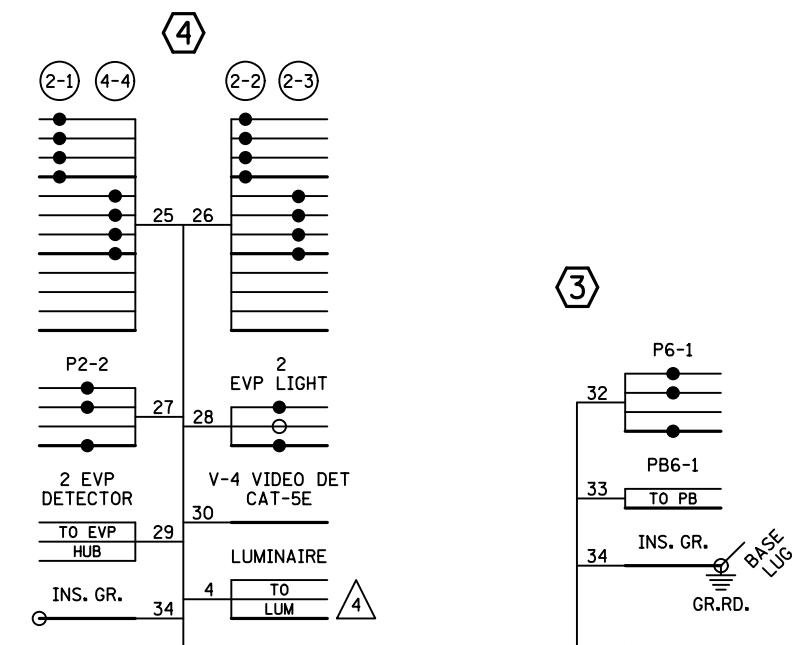 4
2-1 4-4 2-2 2-3
25 26
3
P2-2
2
EVP LIGHT
P6-1
32
27
28
2 EVP
DETECTOR
V-4 VIDEO DET
CAT-5E
PB6-1
33
TO PB
30
TO EVP
HUB
29
LUMINAIRE
INS. GR.
34
BASE
LUG
GR.RD.
INS. GR.
34
4
TO
LUM
4